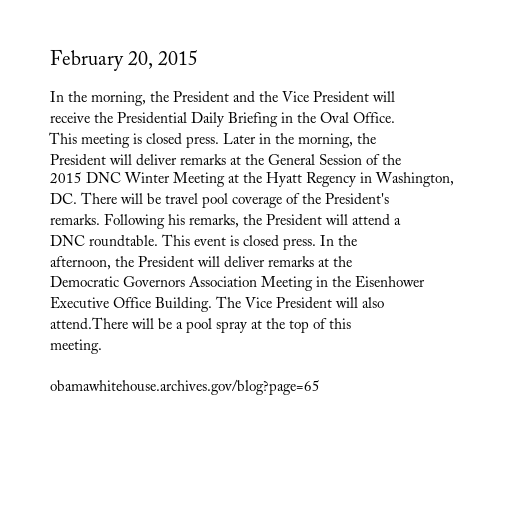 February 20, 2015
In the morning, the President and the Vice President will
receive the Presidential Daily Briefing in the Oval Office.
This meeting is closed press. Later in the morning, the
President will deliver remarks at the General Session of the
2015 DNC Winter Meeting at the Hyatt Regency in Washington,
DC. There will be travel pool coverage of the President's
remarks. Following his remarks, the President will attend a
DNC roundtable. This event is closed press. In the
afternoon, the President will deliver remarks at the
Democratic Governors Association Meeting in the Eisenhower
Executive Office Building. The Vice President will also
attend.There will be a pool spray at the top of this
meeting.
obamawhitehouse.archives.gov/blog?page=65